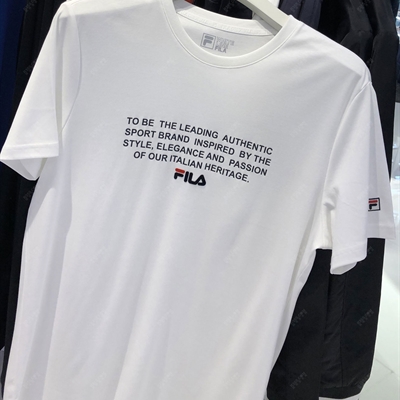 TO BE THE LEADING AUTHENTIC
SPORT BRAND INSPIRED BY THE
STYLE, ELEGANCE AND PASSION
OF OUR ITALIAN HERITAGE.
FILA